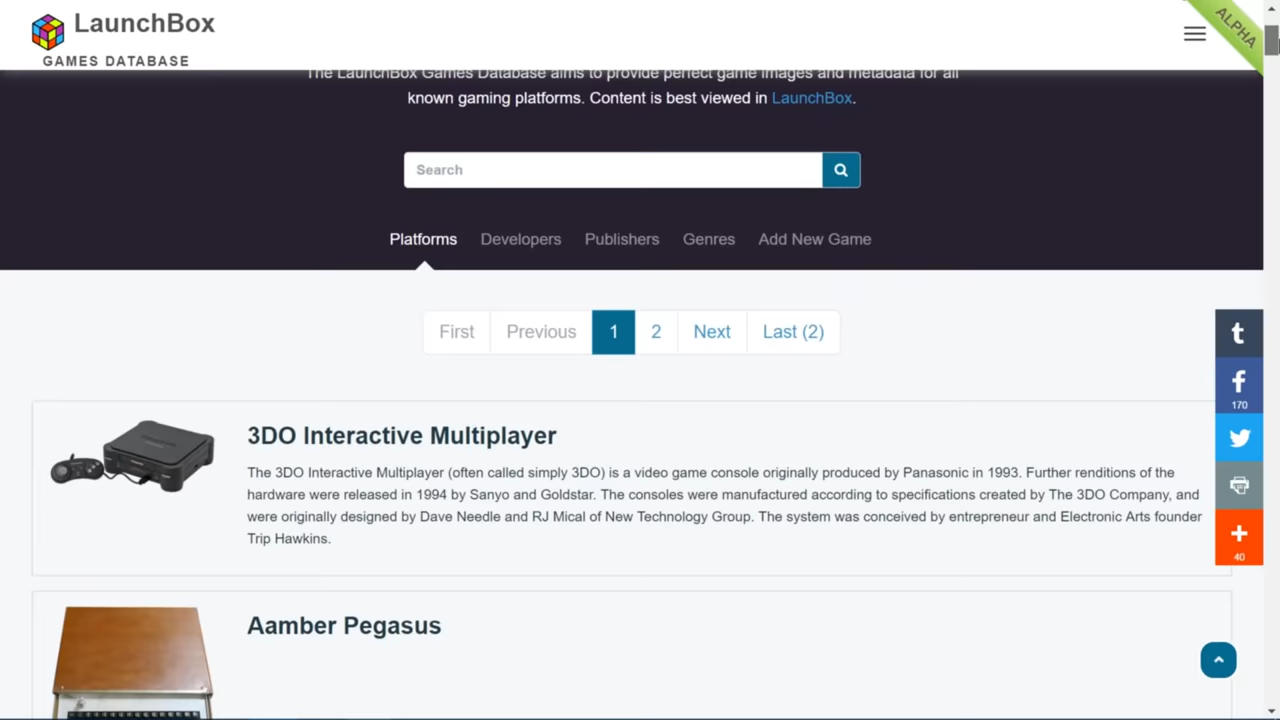 LaunchBox
GAMES DATABASE
ALPHA
The LaunchBox Games Database aims to provide perfect game images and metadata for all
known gaming platforms. Content is best viewed in LaunchBox.
Search
Platforms Developers Publishers Genres Add New Game
First Previous 1 2 Next Last (2)
t
f
170
3DO Interactive Multiplayer
The 3DO Interactive Multiplayer (often called simply 3DO) is a video game console originally produced by Panasonic in 1993. Further renditions of the
hardware were released in 1994 by Sanyo and Goldstar. The consoles were manufactured according to specifications created by The 3DO Company, and
were originally designed by Dave Needle and RJ Mical of New Technology Group. The system was conceived by entrepreneur and Electronic Arts founder
Trip Hawkins.
40
Aamber Pegasus